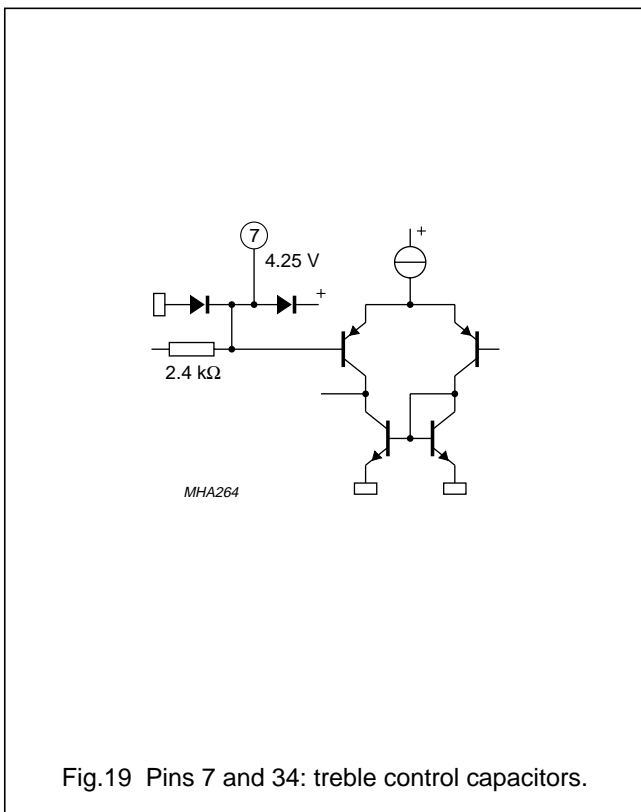 7
4.25 V
+
+
2.4 kΩ
MHA264
Fig.19 Pins 7 and 34: treble control capacitors.